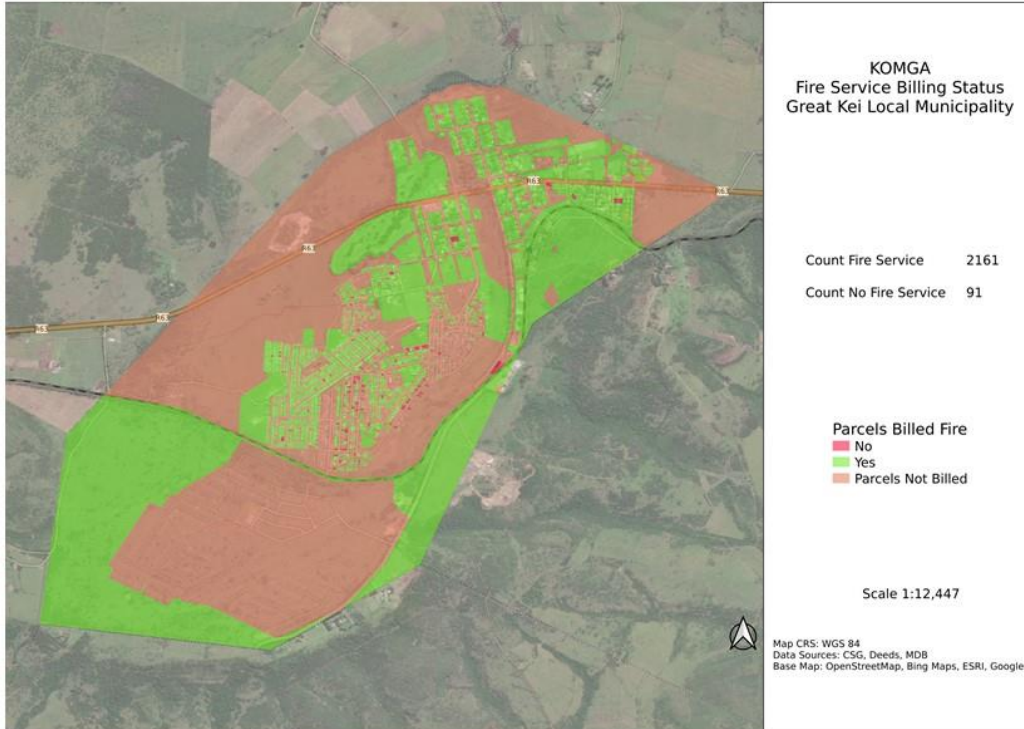 KOMGA
Fire Service Billing Status
Great Kei Local Municipality
R63
R63
R63
R63
R63
Count Fire Service 2161
Count No Fire Service 91
Parcels Billed Fire
No
Yes
Parcels Not Billed
Scale 1:12,447
Map CRS: WGS 84
Data Sources: CSG, Deeds, MDB
Base Map: OpenStreetMap, Bing Maps, ESRI, Google